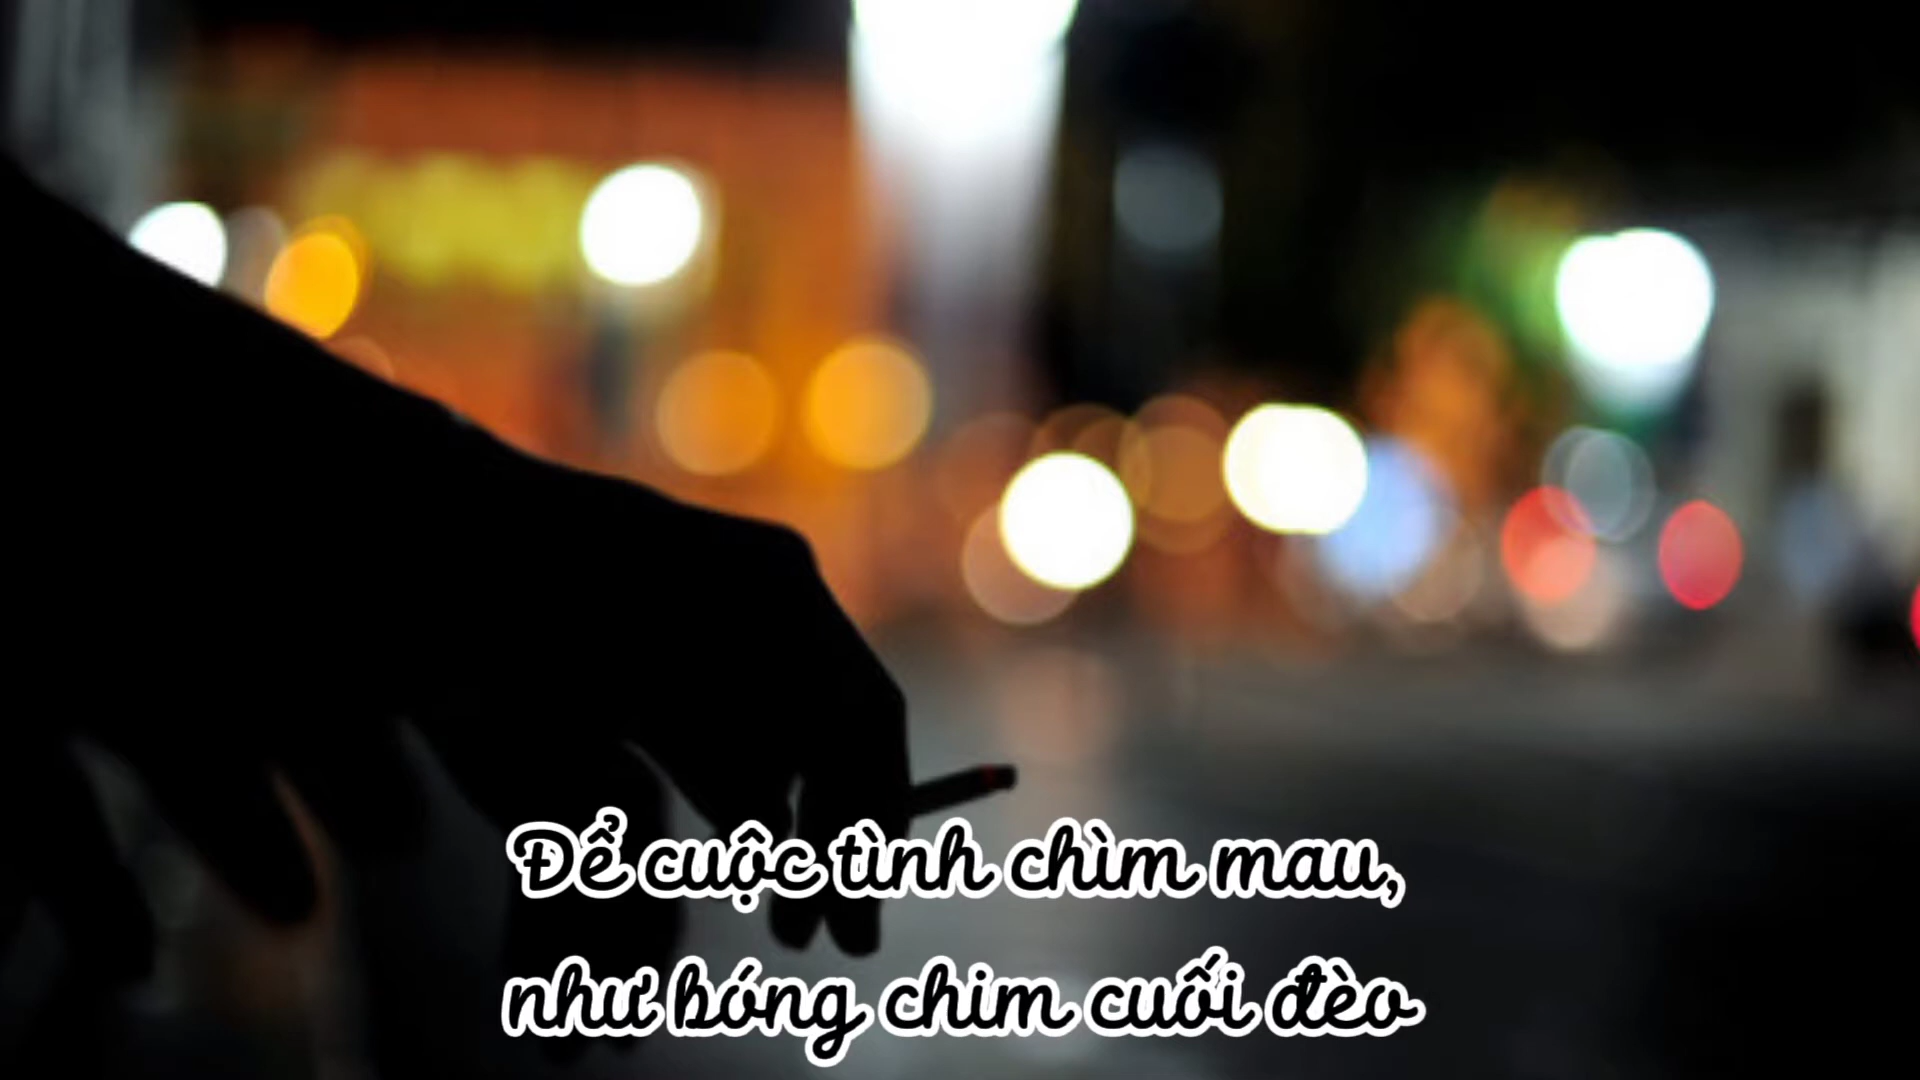 Để cuộc tình chìm mau,
như bóng chim cuối đèo